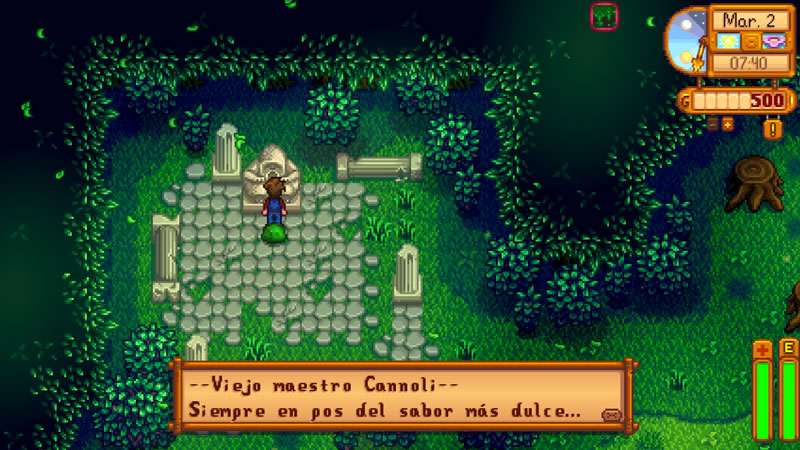 Mar. 2
07:40
G 500
E
--Viejo maestro Cannoli--
Siempre en pos del sabor más dulce...